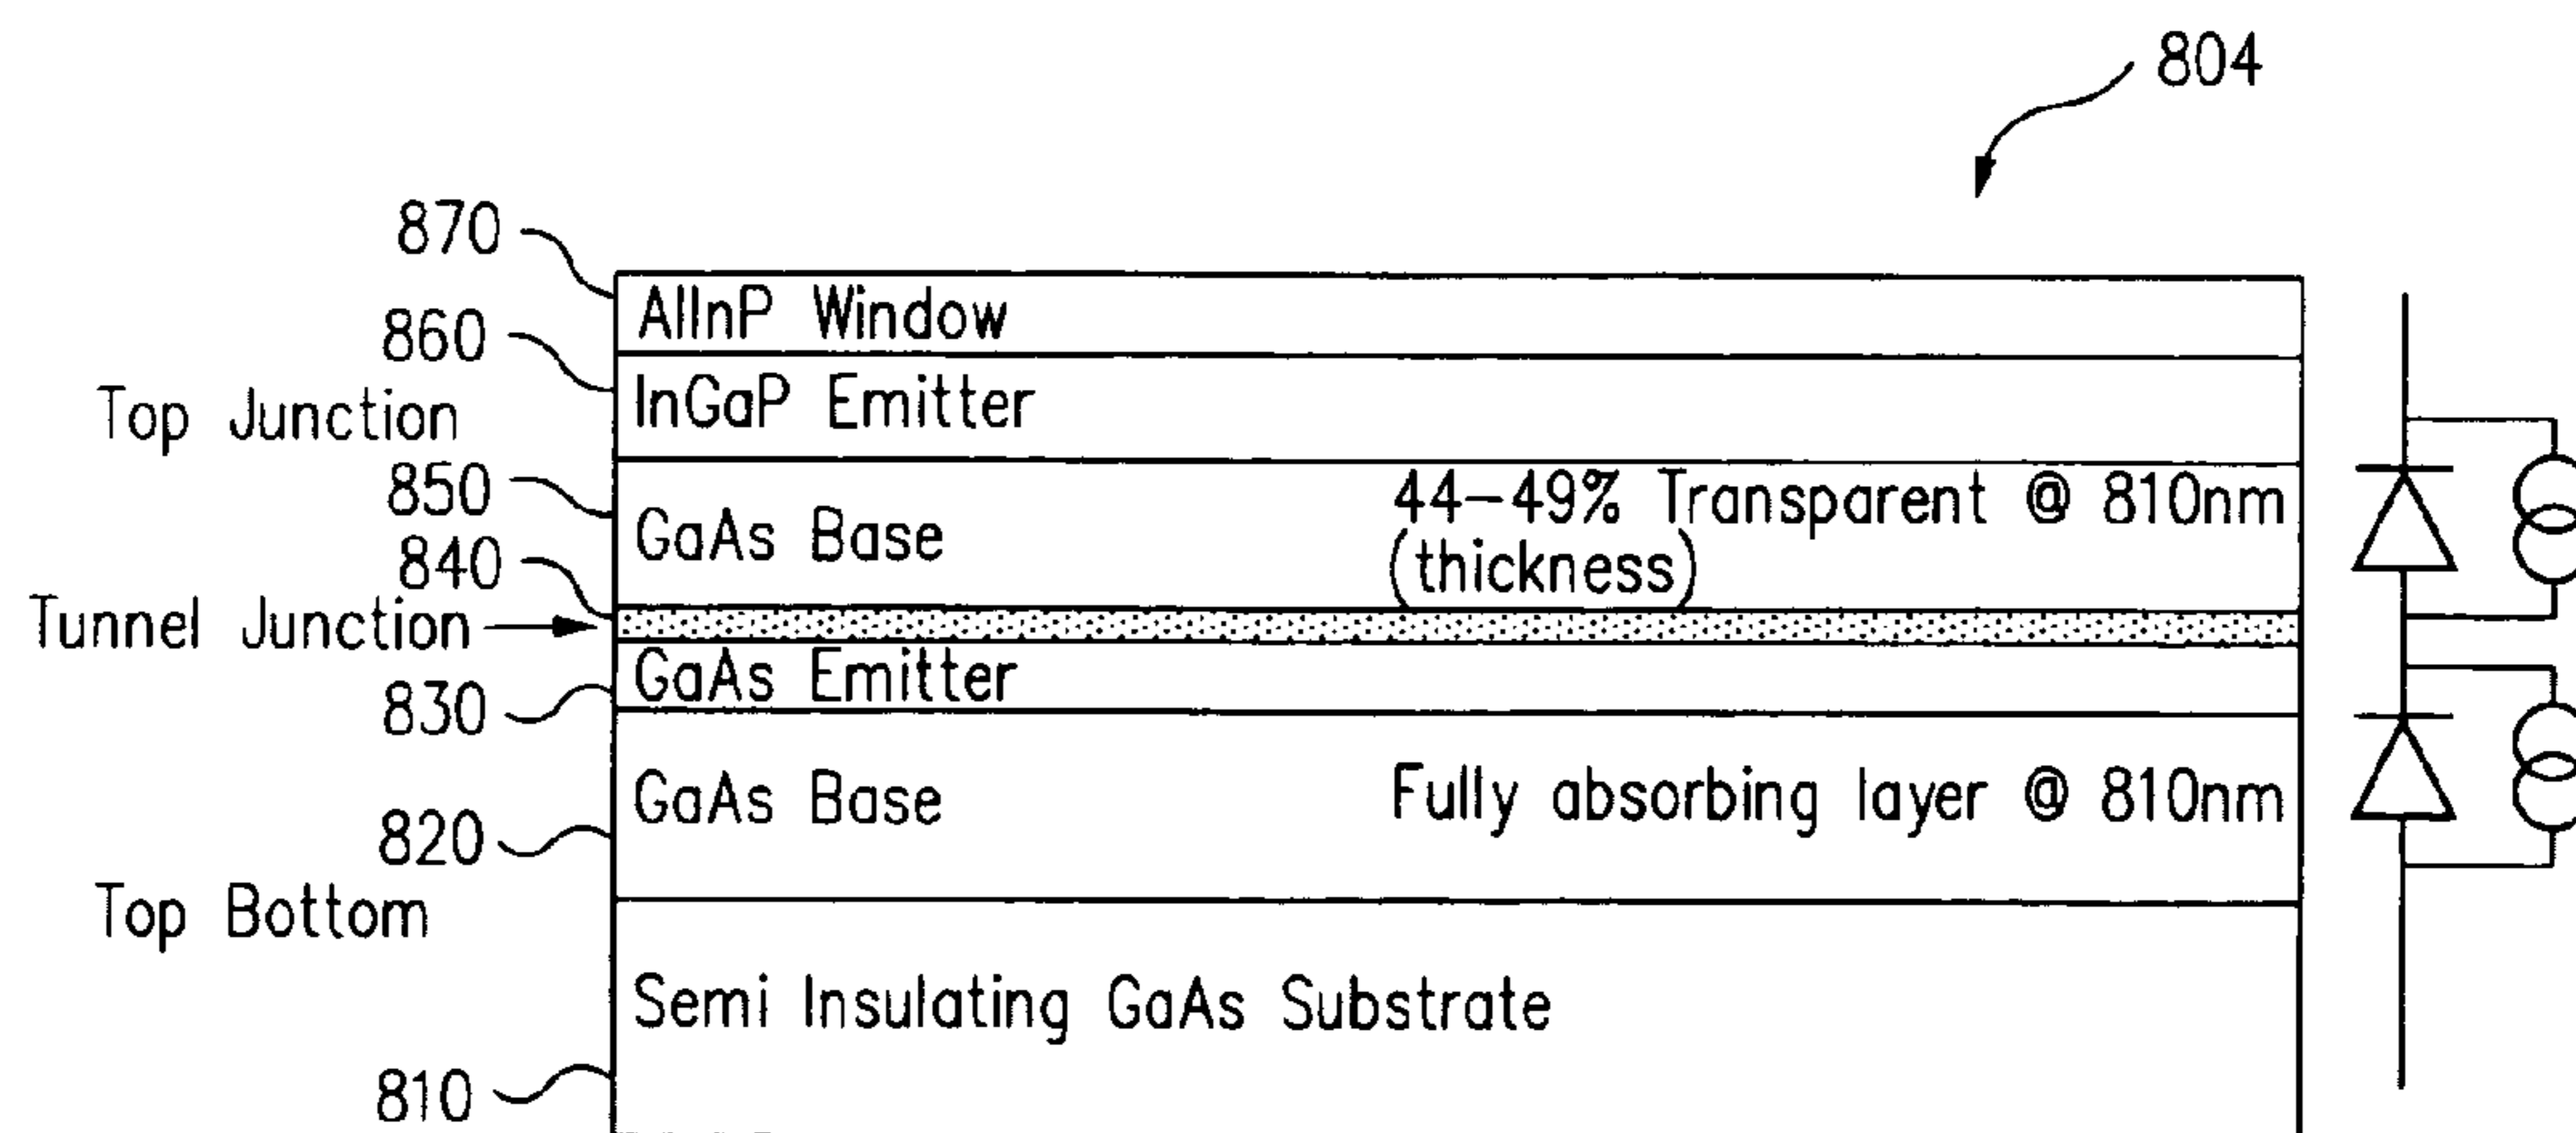 804
870
AlInP Window
860
InGaP Emitter
Top Junction
850
GaAs Base
44-49% Transparent @ 810nm
(thickness)
840
Tunnel Junction
GaAs Emitter
830
GaAs Base
Fully absorbing layer @ 810nm
820
Top Bottom
Semi Insulating GaAs Substrate
810